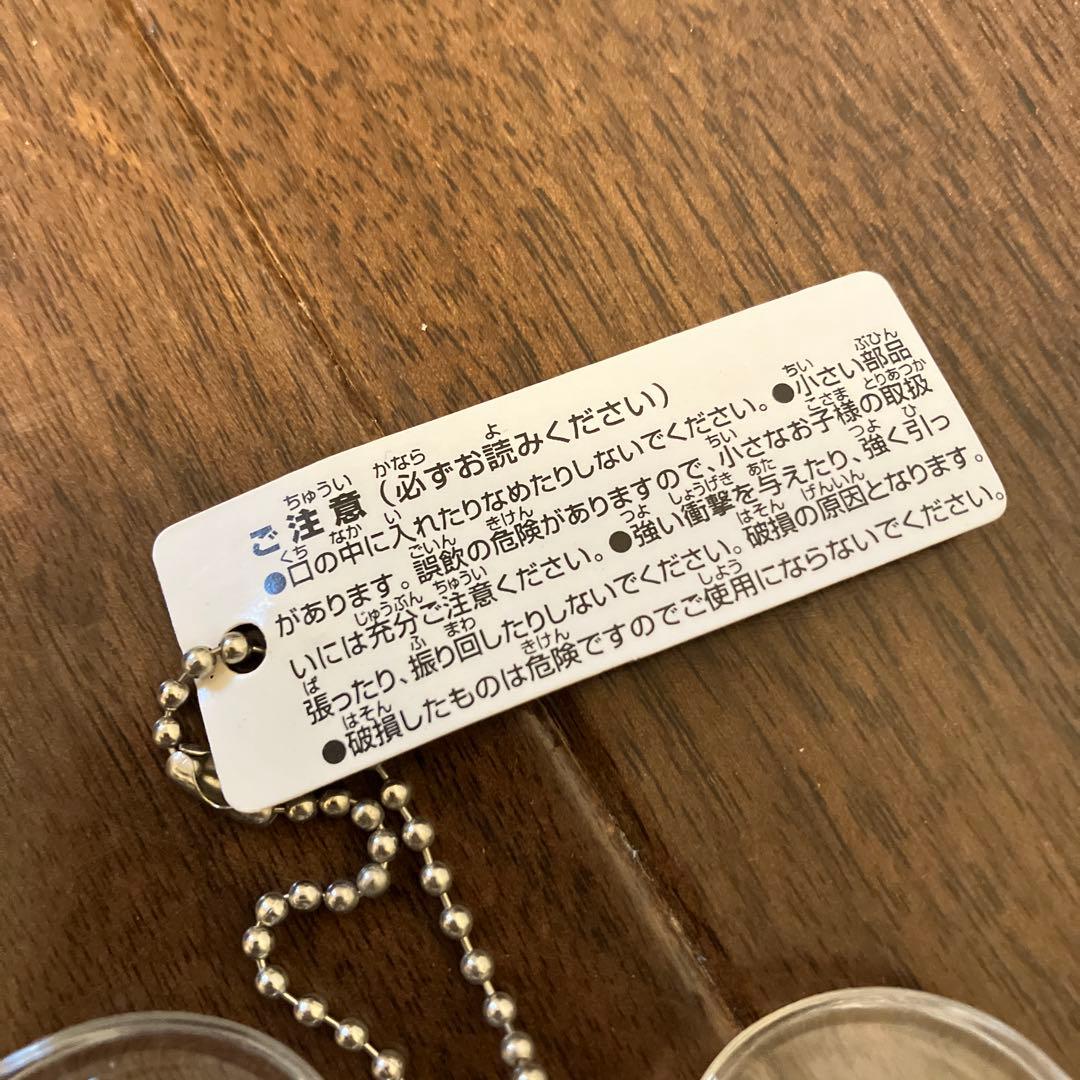 ご注意（必ずお読みください）
●口の中に入れたりなめたりしないでください。●小さい部品
があります。誤飲の危険がありますので、小さなお子様の取扱
いには充分ご注意ください。●強い衝撃を与えたり、強く引っ
張ったり、振り回したりしないでください。破損の原因となります。
●破損したものは危険ですのでご使用にならないでください。